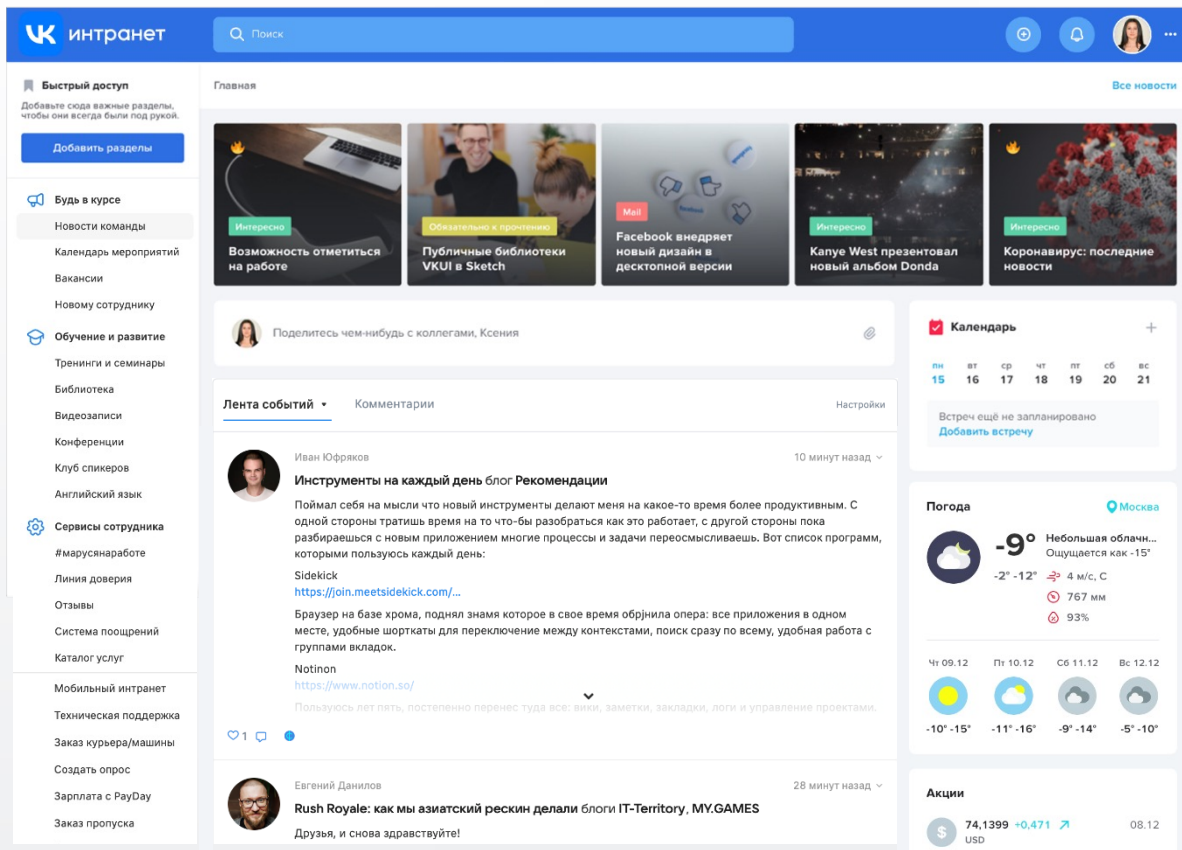 VK интранет
Поиск
Быстрый доступ
Добавьте сюда важные разделы,
чтобы они всегда были под рукой.
Добавить разделы
Будь в курсе
Новости команды
Календарь мероприятий
Вакансии
Новому сотруднику
Обучение и развитие
Тренинги и семинары
Библиотека
Видеозаписи
Конференции
Клуб спикеров
Английский язык
Сервисы сотрудника
#марусянаработе
Линия доверия
Отзывы
Система поощрений
Каталог услуг
Мобильный интранет
Техническая поддержка
Заказ курьера/машины
Создать опрос
Зарплата с PayDay
Заказ пропуска
Главная
Все новости
Интересно
Возможность отметиться
на работе
Обязательно к прочтению
Публичные библиотеки
VKUI в Sketch
Mail
Facebook внедряет
новый дизайн в
десктопной версии
Интересно
Kanye West презентовал
новый альбом Donda
Интересно
Коронавирус: последние
новости
Поделитесь чем-нибудь с коллегами, Ксения
Лента событий
Комментарии
Настройки
Иван Юфряков
10 минут назад
Инструменты на каждый день блог Рекомендации
Поймал себя на мысли что новый инструменты делают меня на какое-то время более продуктивным. С
одной стороны тратишь время на то что-бы разобраться как это работает, с другой стороны пока
разбираешься с новым приложением многие процессы и задачи переосмысливаешь. Вот список программ,
которыми пользуюсь каждый день:
Sidekick
https://join.meetsidekick.com/...
Браузер на базе хрома, поднял знамя которое в свое время обрjнила опера: все приложения в одном
месте, удобные шорткаты для переключение между контекстами, поиск сразу по всему, удобная работа с
группами вкладок.
Notinon
https://www.notion.so/
Пользуюсь лет пять, постепенно перенес туда все: вики, заметки, закладки, логи и управление проектами.
1
Евгений Данилов
28 минут назад
Rush Royale: как мы азиатский рескин делали блоги IT-Territory, MY.GAMES
Друзья, и снова здравствуйте!
Календарь
пн вт ср чт пт сб вс
15 16 17 18 19 20 21
Встреч ещё не запланировано
Добавить встречу
Погода
Москва
-9°
Небольшая облачн...
Ощущается как -15°
-2° -12°
4 м/с, С
767 мм
93%
Чт 09.12 Пт 10.12 Сб 11.12 Вс 12.12
-10° -15° -11° -16° -9° -14° -5° -10°
Акции
$
74,1399 +0,471
08.12
USD